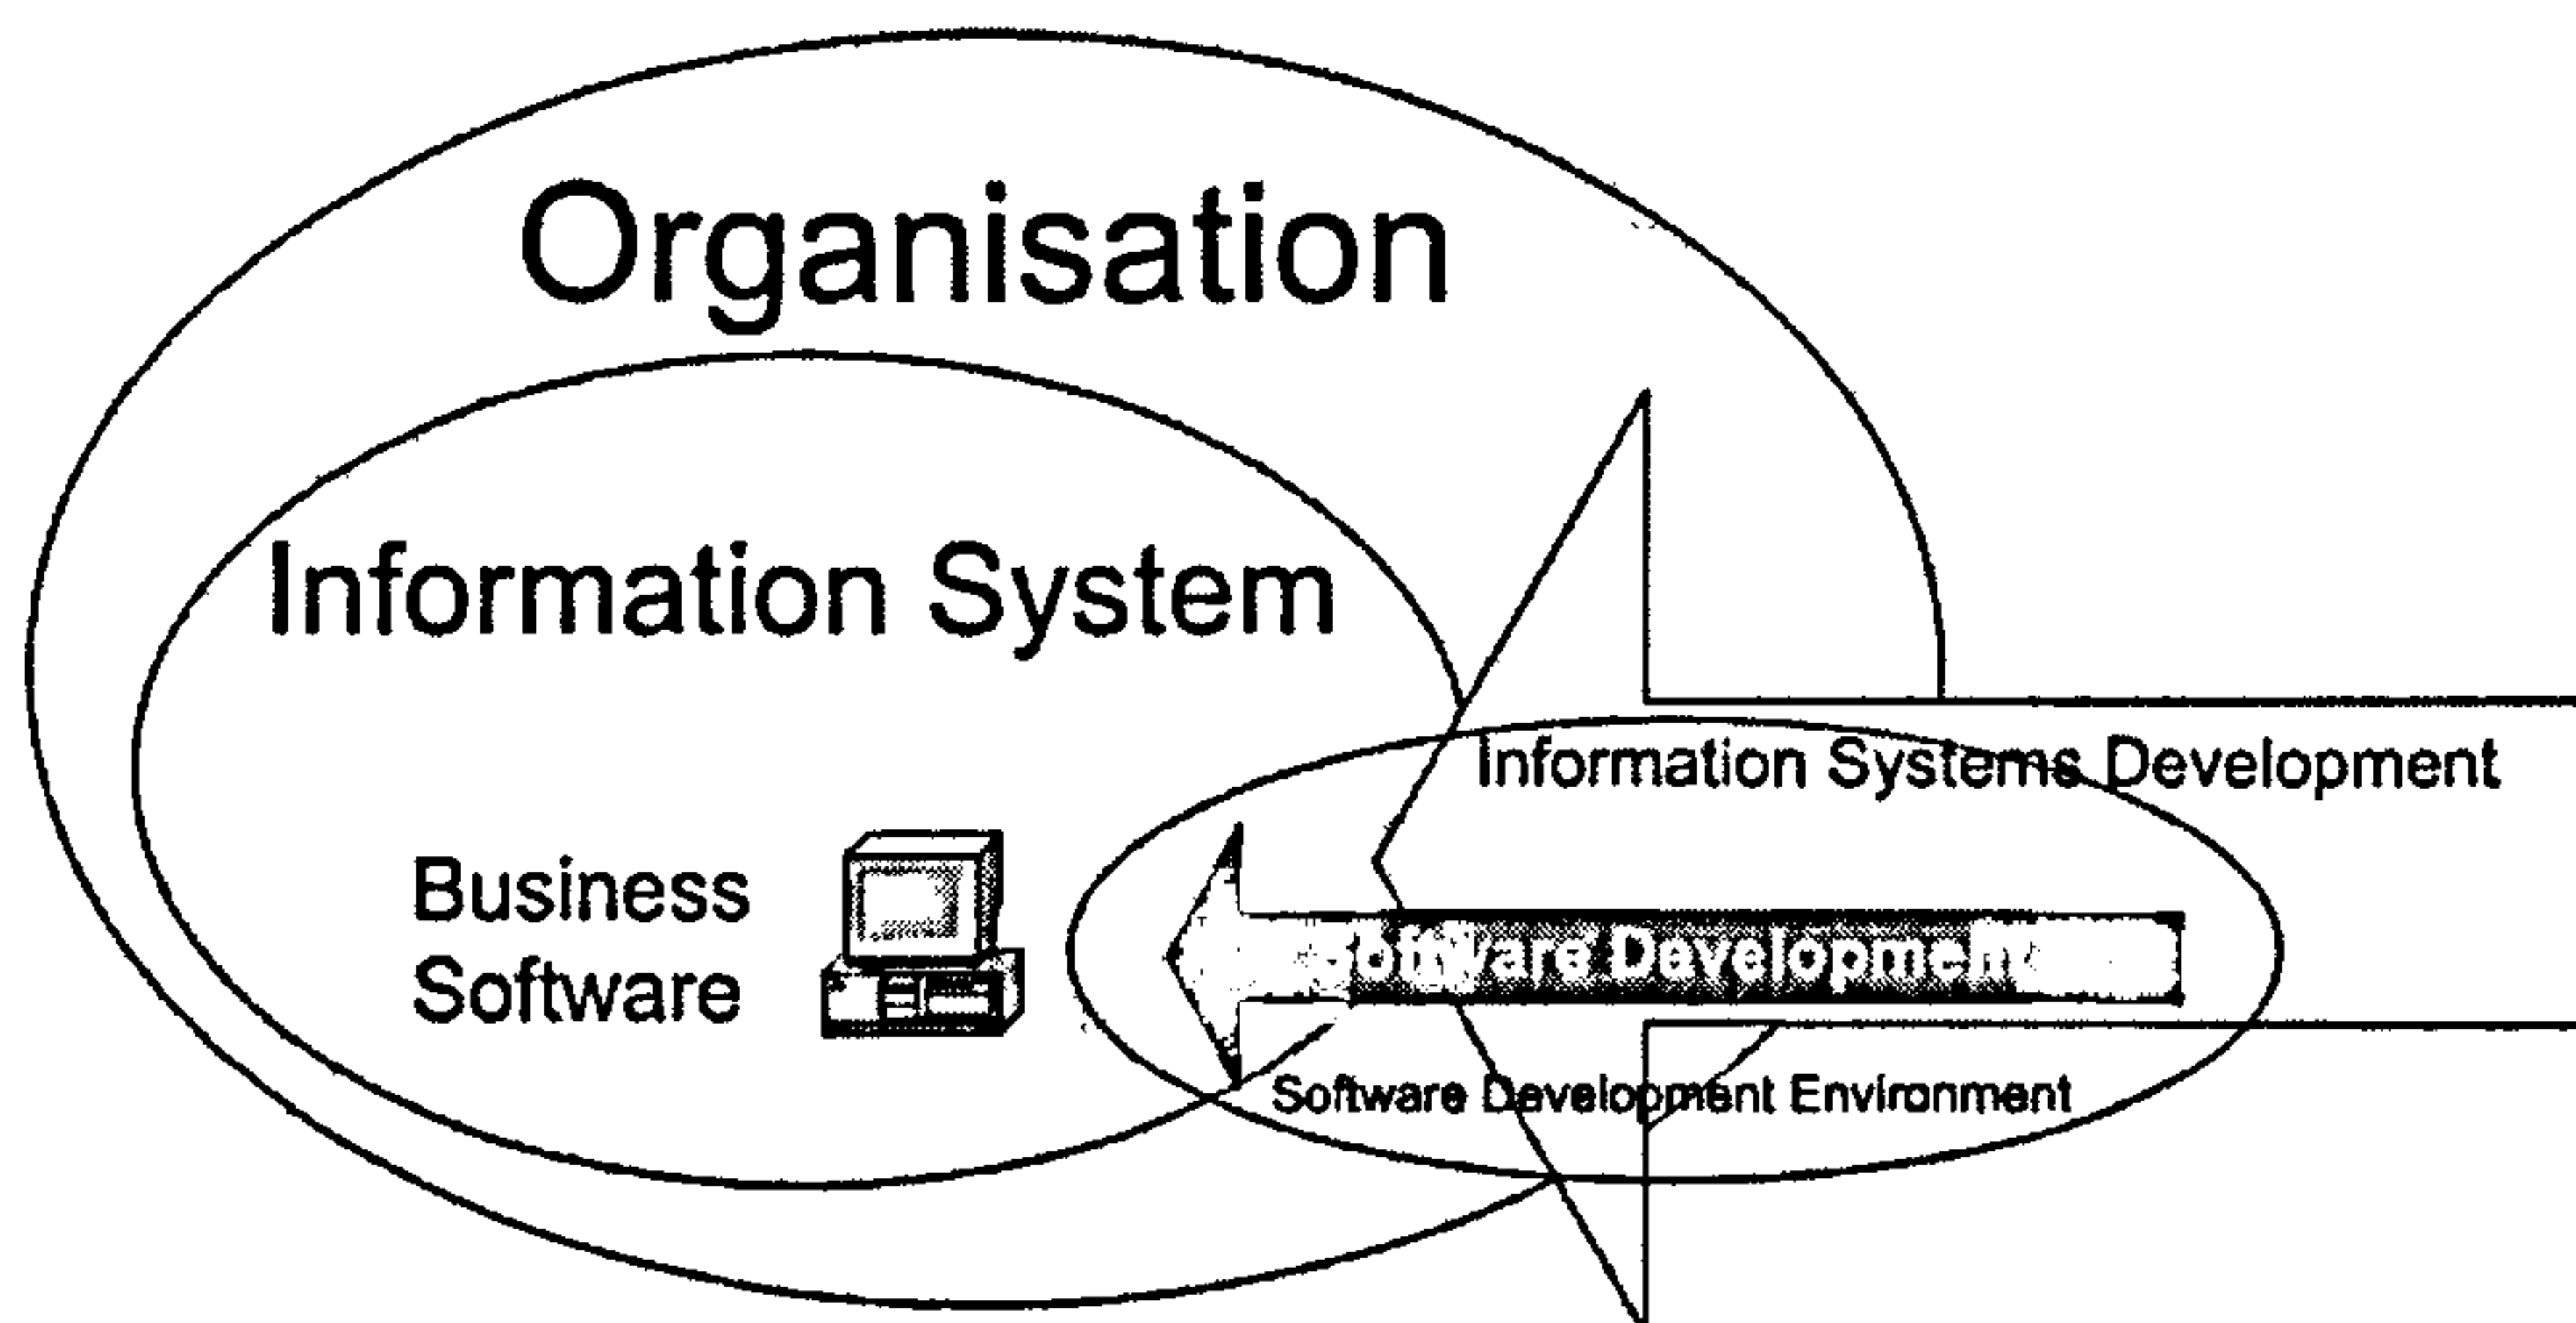 Organisation
Information System
Information Systems Development
Business
Software
Software Development
Software Development Environment